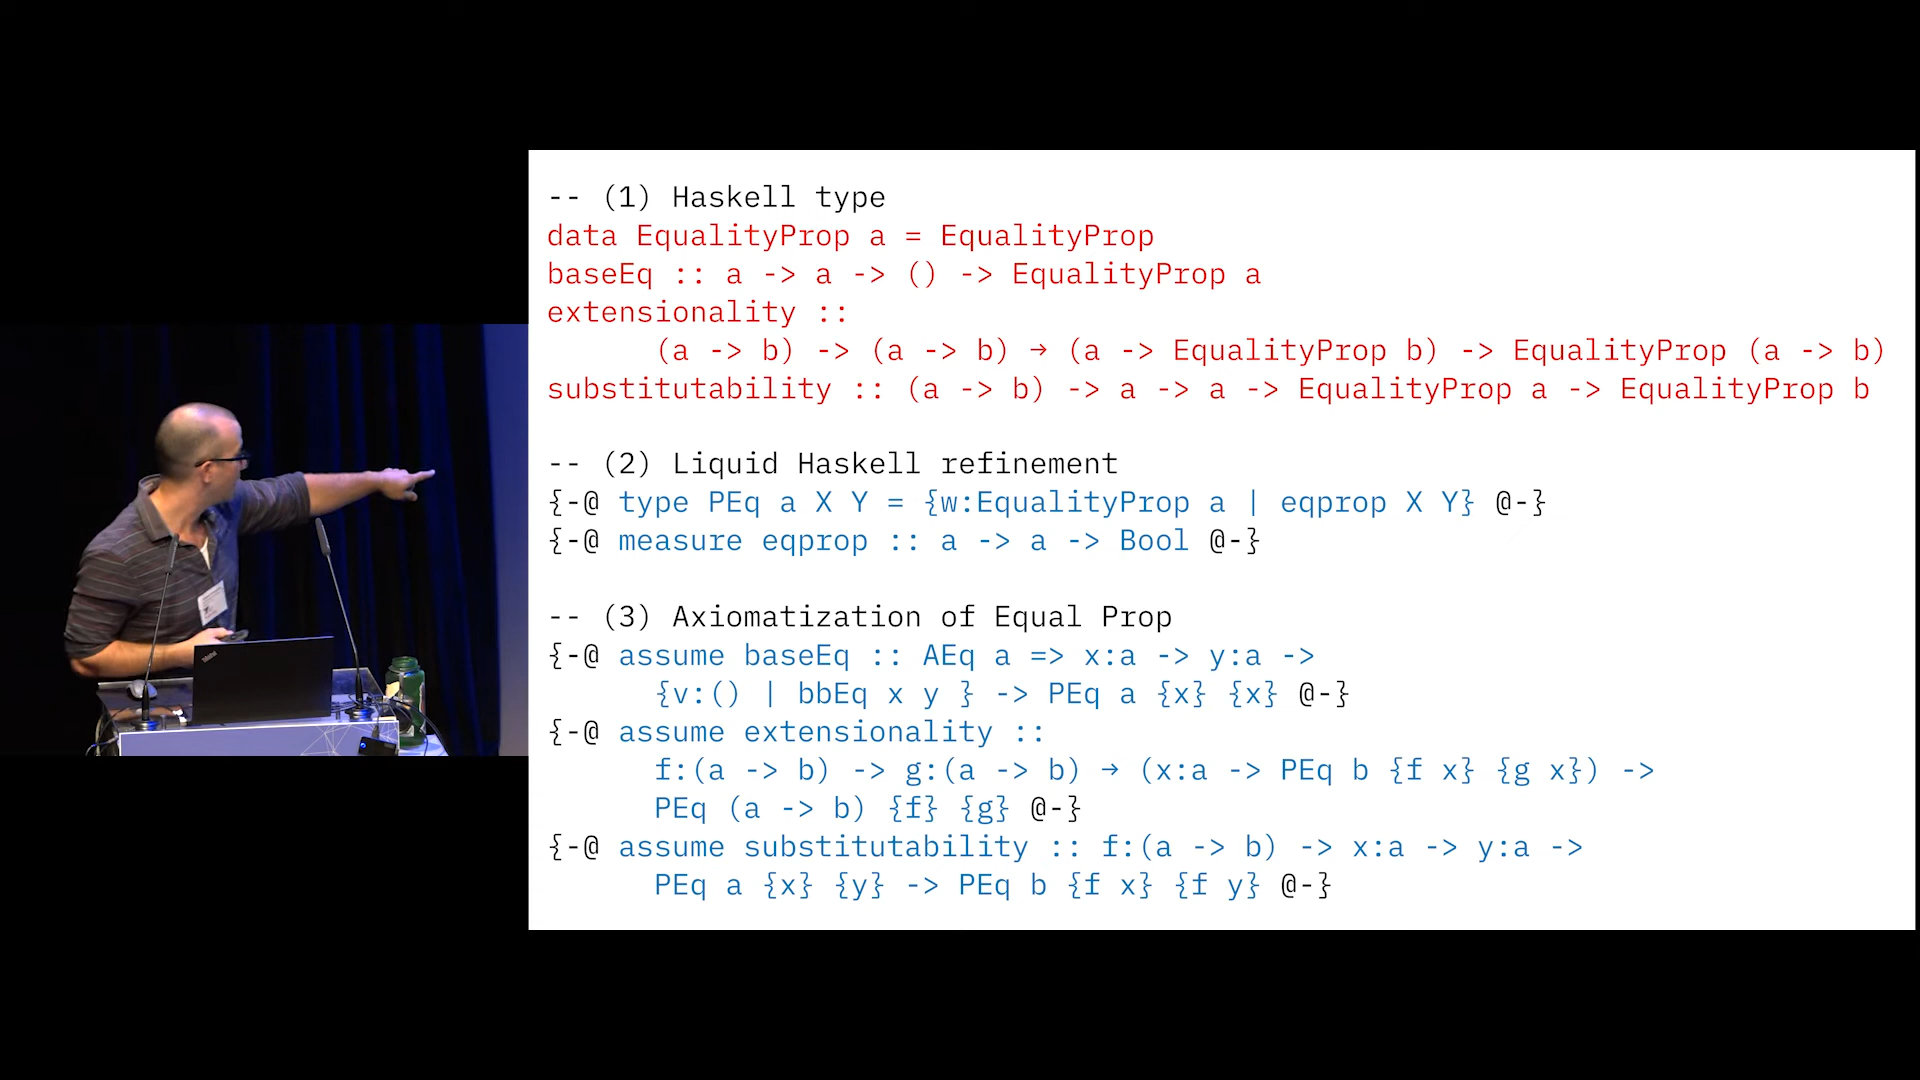 -- (1) Haskell type
data EqualityProp a = EqualityProp
baseEq :: a -> a -> () -> EqualityProp a
extensionality ::
(a -> b) -> (a -> b) → (a -> EqualityProp b) -> EqualityProp (a -> b)
substitutability :: (a -> b) -> a -> a -> EqualityProp a -> EqualityProp b
-- (2) Liquid Haskell refinement
{-@ type PEq a X Y = {w:EqualityProp a | eqprop X Y} @-}
{-@ measure eqprop :: a -> a -> Bool @-}
-- (3) Axiomatization of Equal Prop
{-@ assume baseEq :: AEq a => x:a -> y:a ->
{v:() | bbEq x y } -> PEq a {x} {x} @-}
{-@ assume extensionality ::
f:(a -> b) -> g:(a -> b) → (x:a -> PEq b {f x} {g x}) ->
PEq (a -> b) {f} {g} @-}
{-@ assume substitutability :: f:(a -> b) -> x:a -> y:a ->
PEq a {x} {y} -> PEq b {f x} {f y} @-}